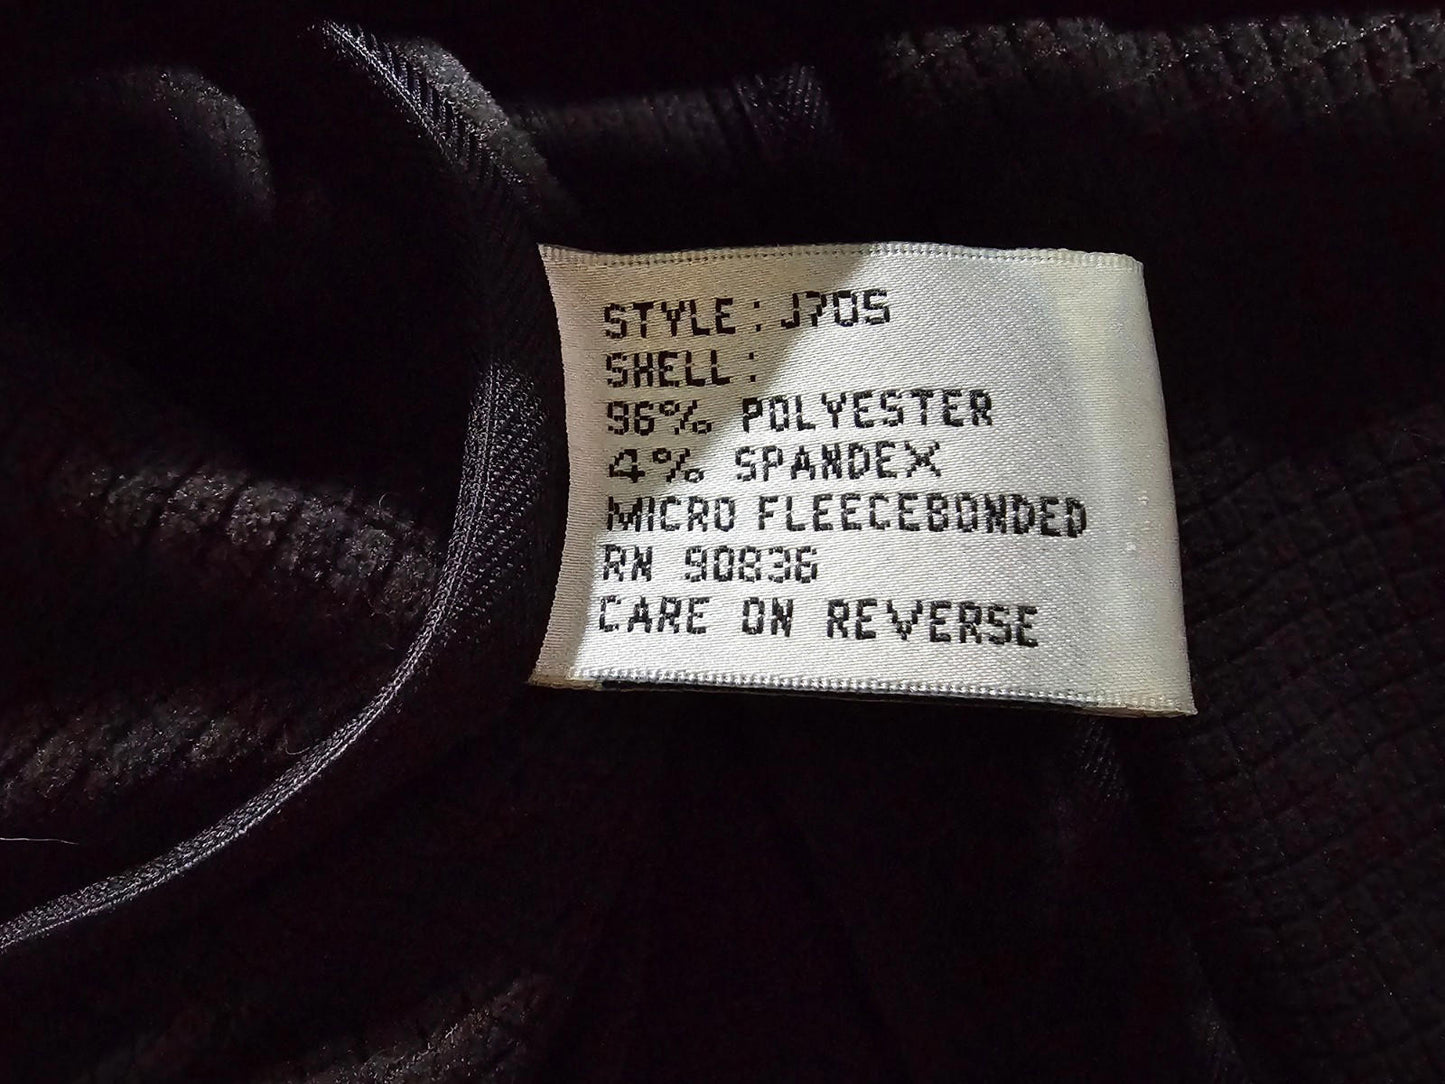 STYLE: J705
SHELL:
96% POLYESTER
4% SPANDEX
MICRO FLEECEBONDED
RN 90836
CARE ON REVERSE